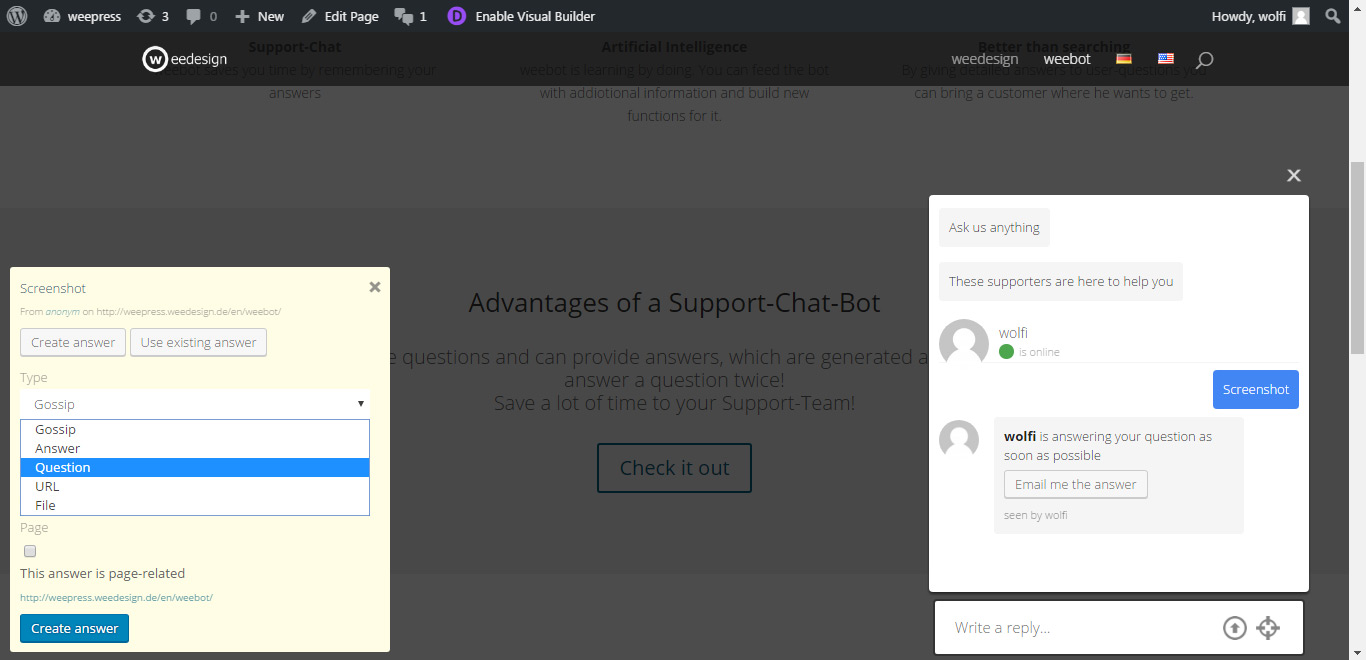 weepress 3 0 New Edit Page 1 D Enable Visual Builder Howdy, wolfi
w eedesign weedesign weebot
Support-Chat
weebot saves you time by remembering your
answers
Artificial Intelligence
weebot is learning by doing. You can feed the bot
with addiotional information and build new
functions for it.
Better than searching
By giving detailed answers to user-questions you
can bring a customer where he wants to get.
Advantages of a Support-Chat-Bot
e questions and can provide answers, which are generated a
answer a question twice!
Save a lot of time to your Support-Team!
Check it out
Screenshot
From anonym on http://weepress.weedesign.de/en/weebot/
Create answer Use existing answer
Type
Gossip
Gossip
Answer
Question
URL
File
Page
This answer is page-related
http://weepress.weedesign.de/en/weebot/
Create answer
Ask us anything
These supporters are here to help you
wolfi
is online
Screenshot
wolfi is answering your question as
soon as possible
Email me the answer
seen by wolfi
Write a reply...